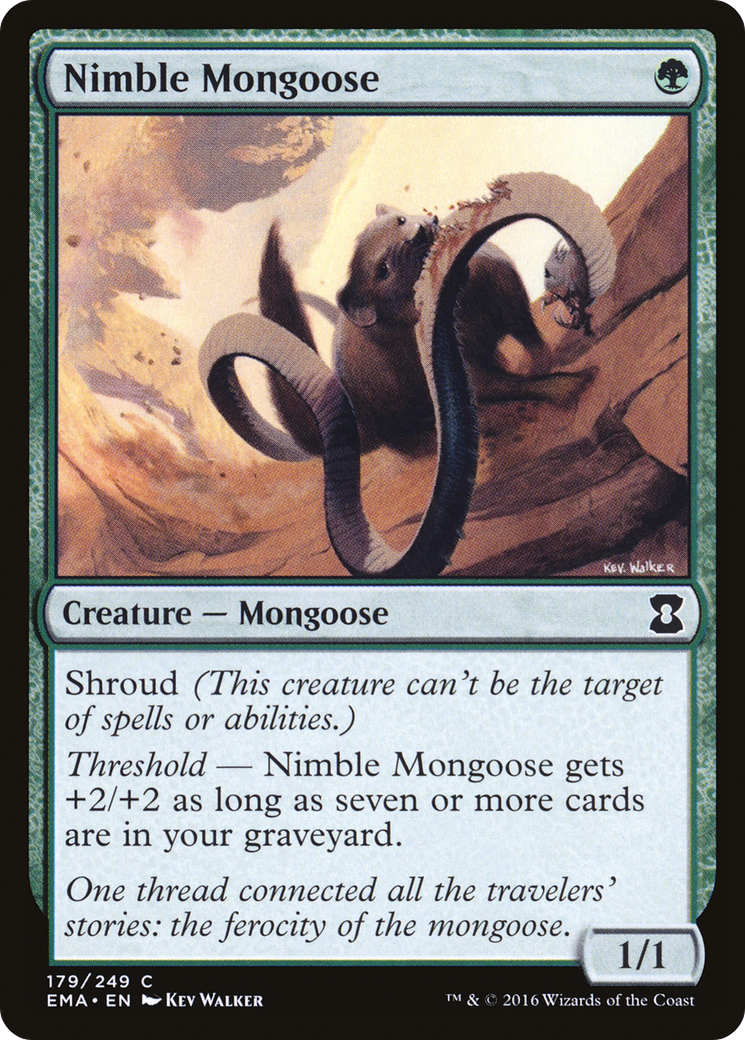 Nimble Mongoose
KEV. WALKER
Creature — Mongoose
Shroud (This creature can't be the target
of spells or abilities.)
Threshold — Nimble Mongoose gets
+2/+2 as long as seven or more cards
are in your graveyard.
One thread connected all the travelers'
stories: the ferocity of the mongoose.
1/1
179/249 C
EMA • EN Kev Walker
™ & © 2016 Wizards of the Coast